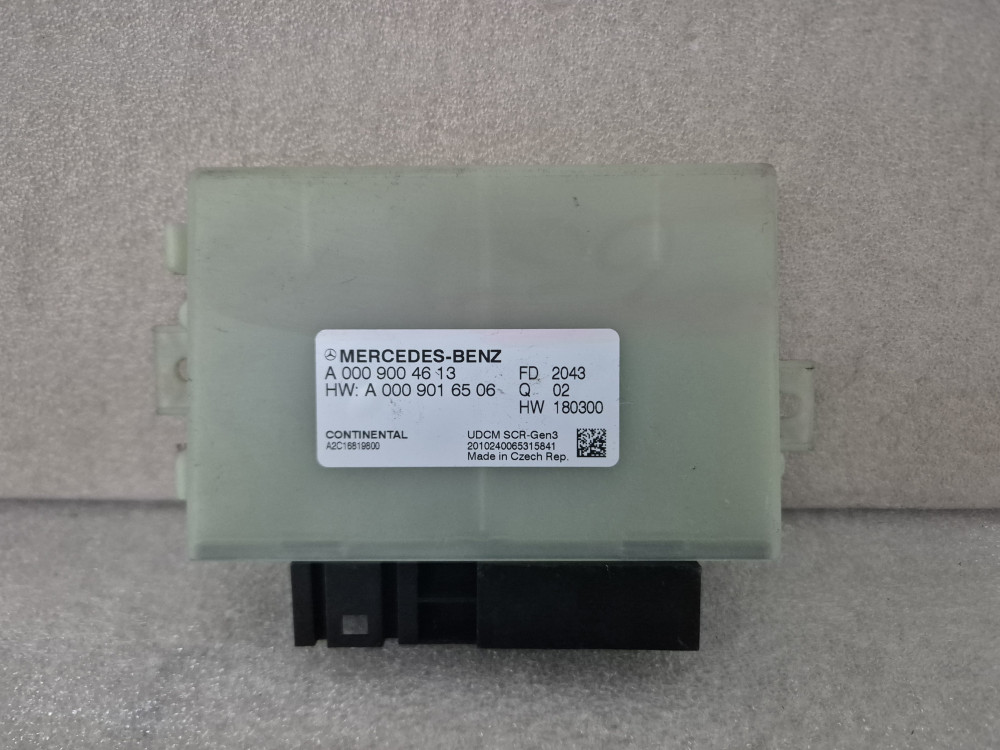 MERCEDES-BENZ
A 000 900 46 13 FD 2043
HW: A 000 901 65 06 Q 02
HW 180300
CONTINENTAL UDCM SCR-Gen3
A2C16819800 2010240065315841
Made in Czech Rep.